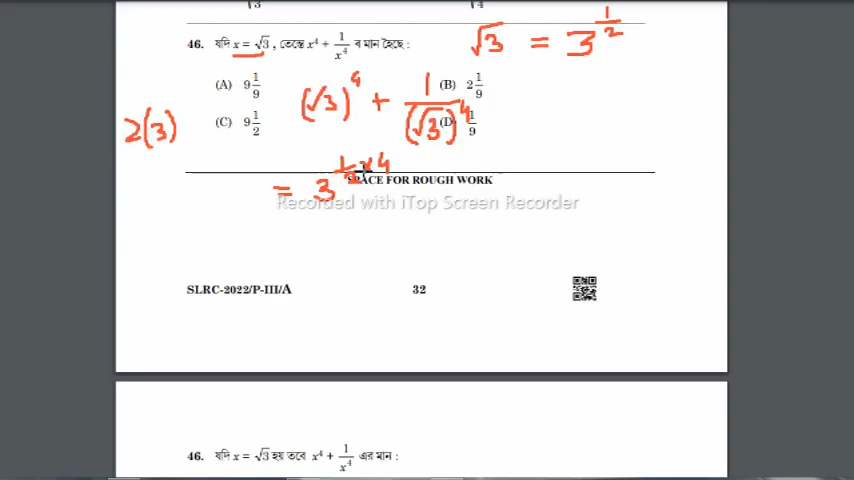 √3 √4
46. যদি x = √3 , তেন্তে x⁴ + 1/x⁴ ৰ মান হৈছে :
√3 = 3^(1/2)
(A) 9 1/9 (B) 2 1/9
(√3)⁴ + 1/(√3)⁴
2(3)
(C) 9 1/2 (D) 1/9
= 3^(1/2 × 4)
SPACE FOR ROUGH WORK
Recorded with iTop Screen Recorder
SLRC-2022/P-III/A 32
46. যদি x = √3 হয় তবে x⁴ + 1/x⁴ এর মান :